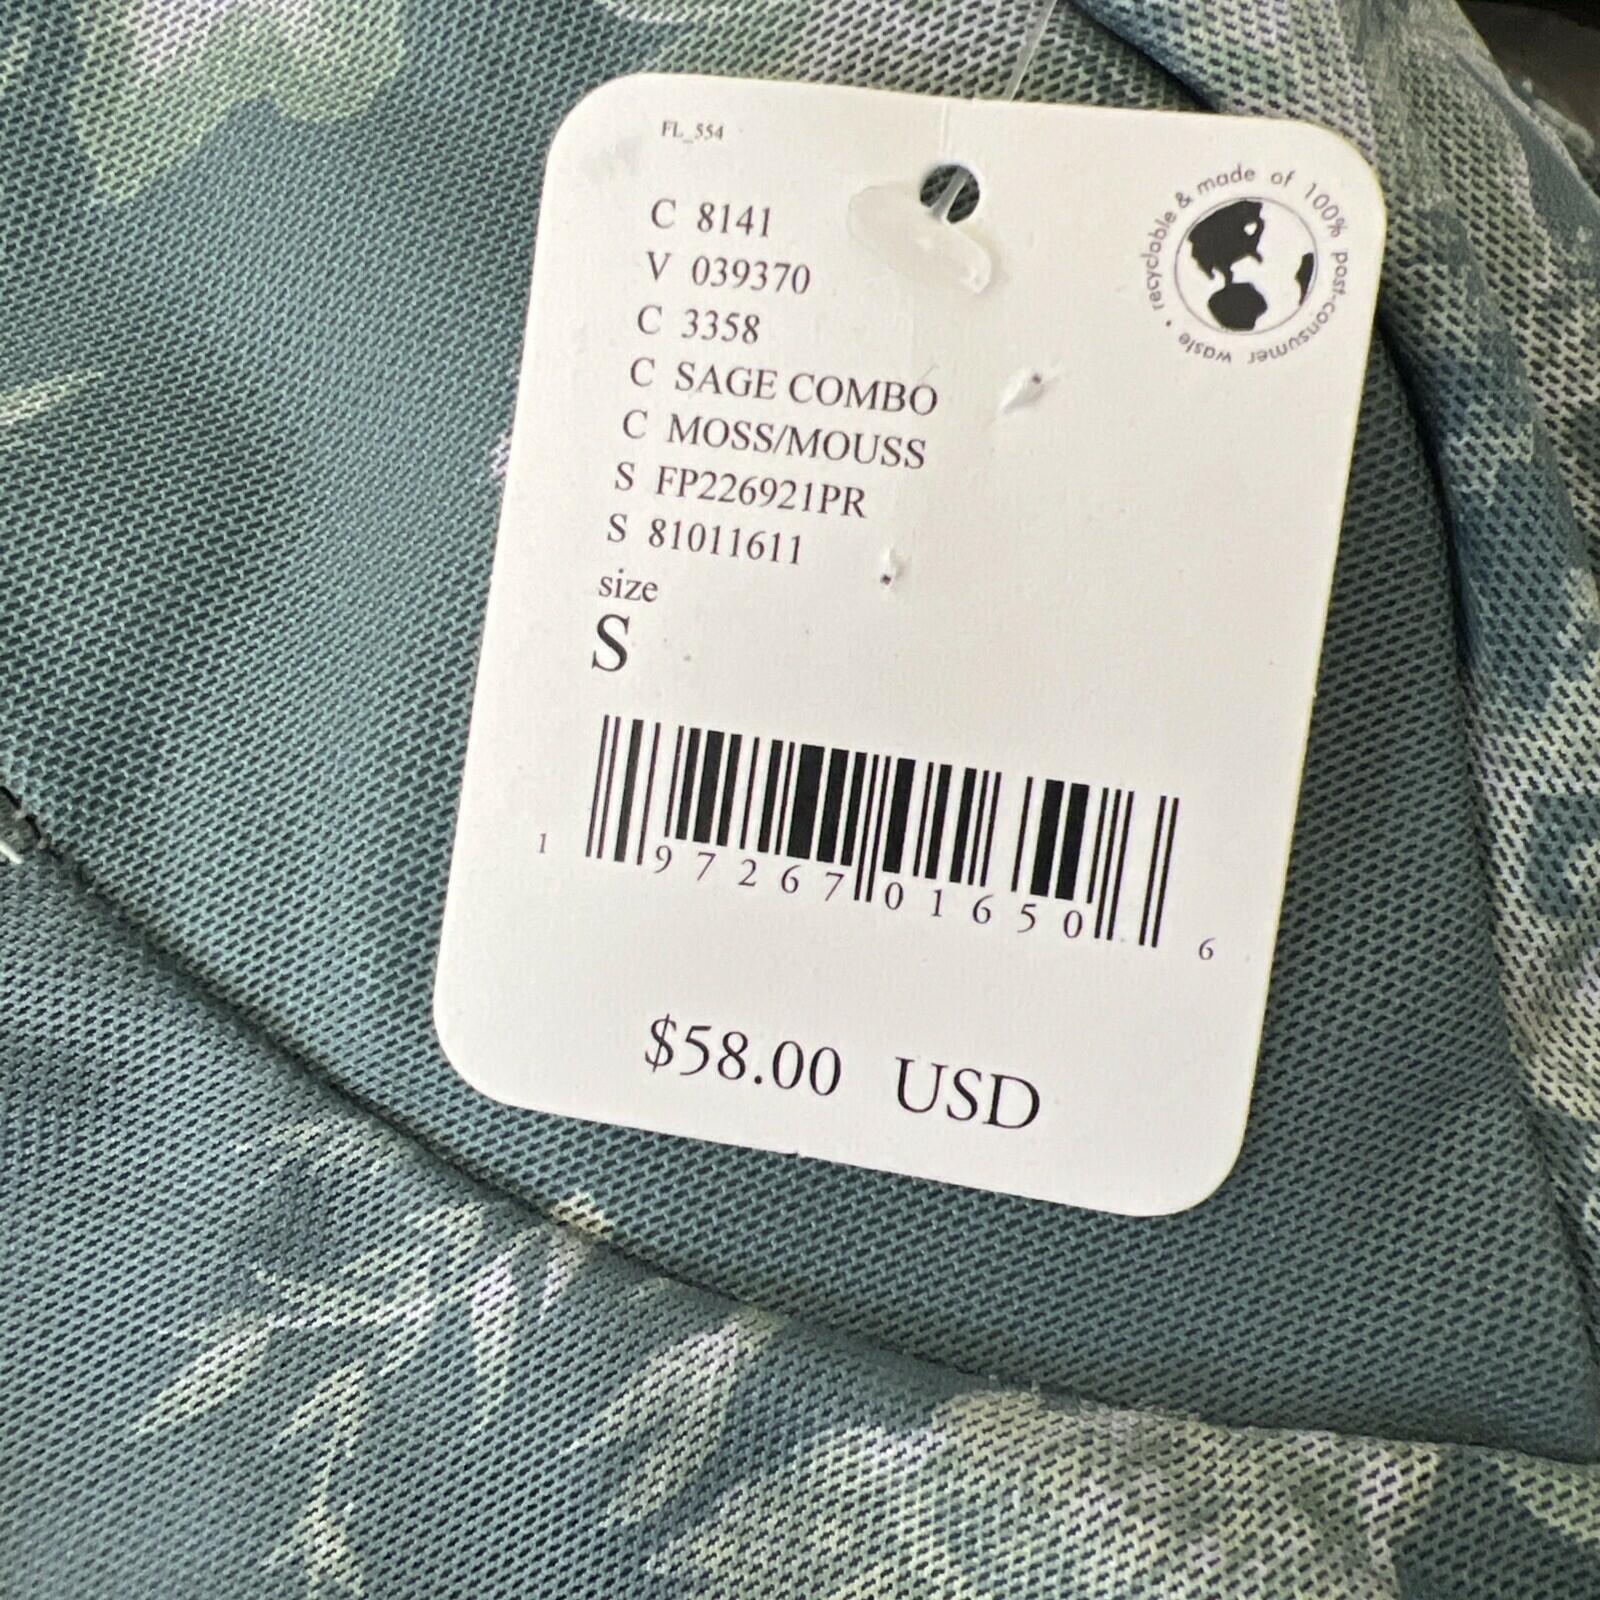 FL_554
recyclable & made of 100% post-consumer waste •
C 8141
V 039370
C 3358
C SAGE COMBO
C MOSS/MOUSS
S FP226921PR
S 81011611
size
S
1 97267 01650 6
$58.00 USD